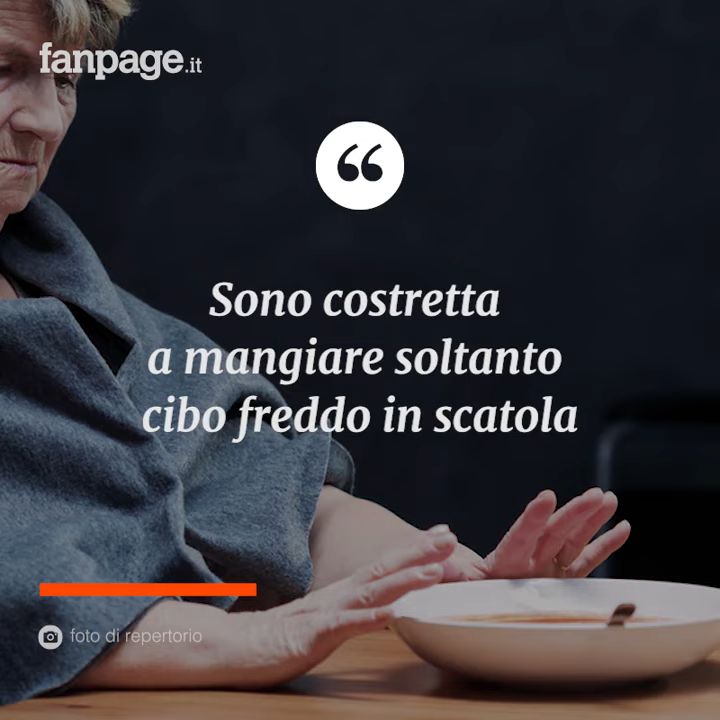 fanpage.it
“
Sono costretta
a mangiare soltanto
cibo freddo in scatola
foto di repertorio